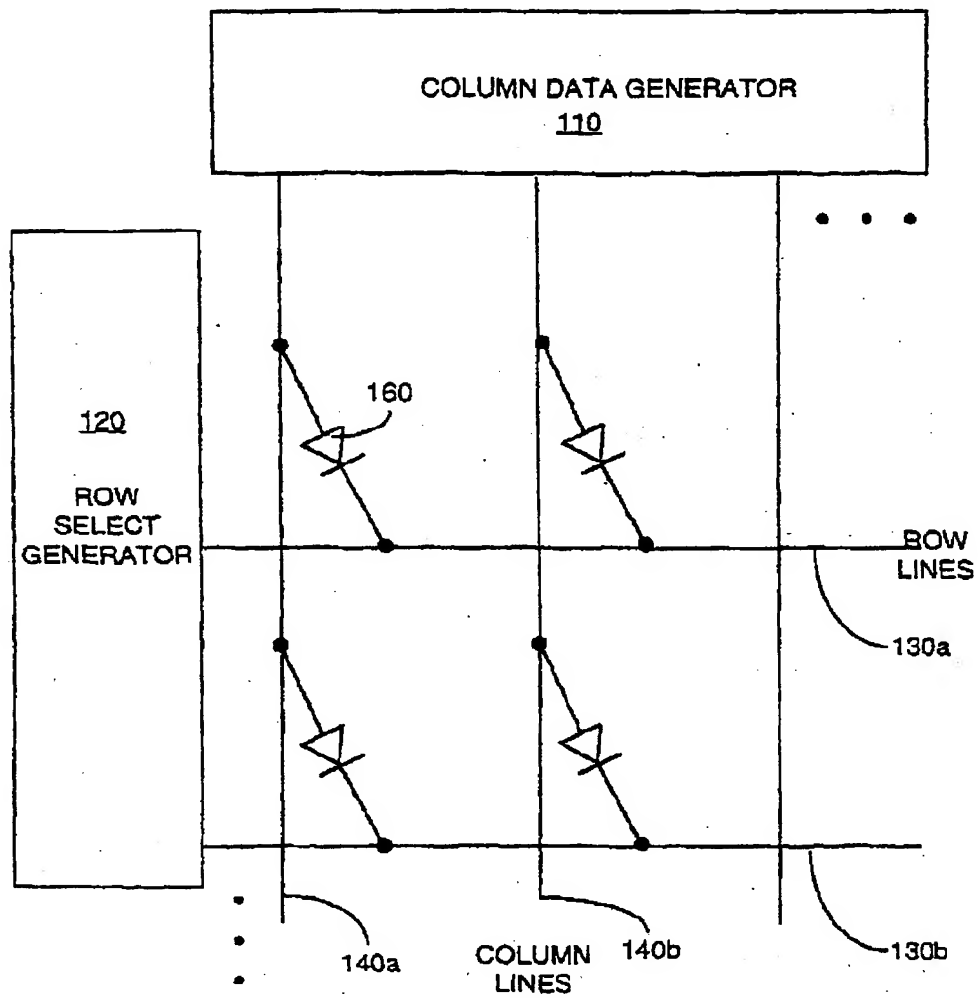 COLUMN DATA GENERATOR
110
160
120
ROW
SELECT
GENERATOR
ROW
LINES
130a
140a
COLUMN
LINES
140b
130b